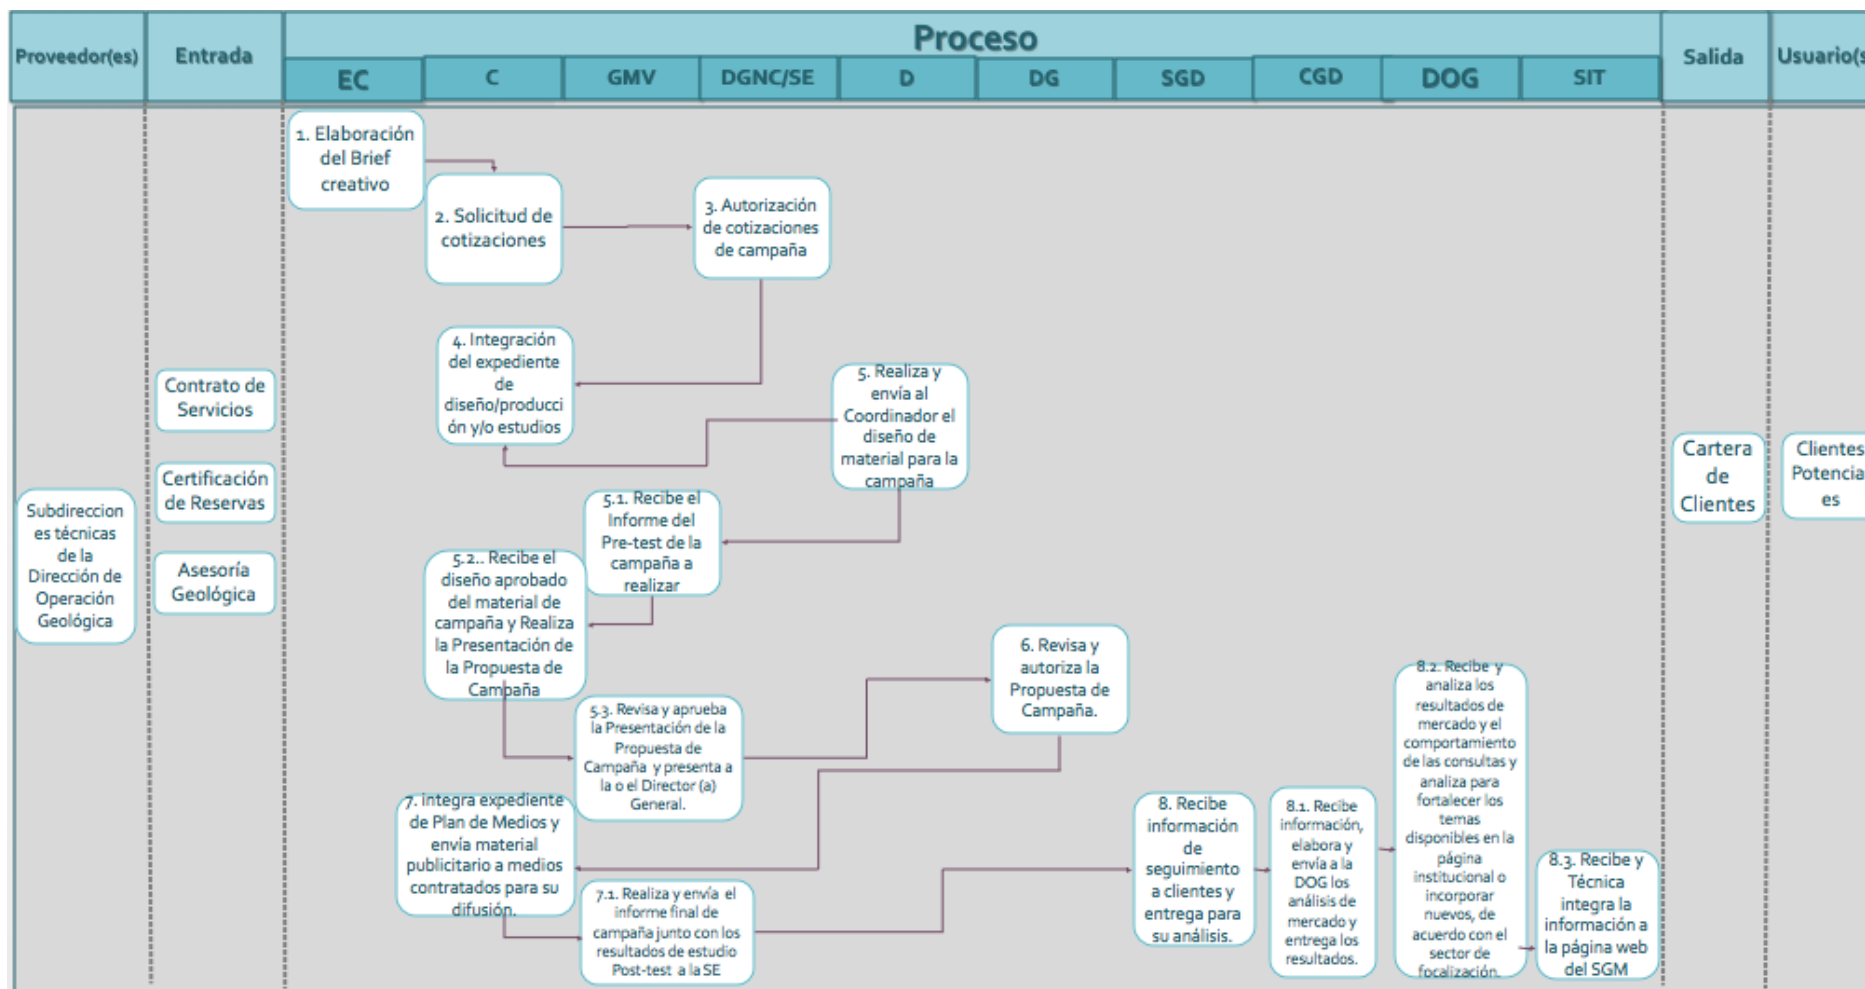 Proveedor(es)
Entrada
Proceso
Salida
Usuario(s
EC
C
GMV
DGNC/SE
D
DG
SGD
CGD
DOG
SIT
Subdireccion
es técnicas
de la
Dirección de
Operación
Geológica
Contrato de
Servicios
Certificación
de Reservas
Asesoría
Geológica
1. Elaboración
del Brief
creativo
2. Solicitud de
cotizaciones
3. Autorización
de cotizaciones
de campaña
4. Integración
del expediente
de
diseño/producci
ón y/o estudios
5. Realiza y
envía al
Coordinador el
diseño de
material para la
campaña
5.1. Recibe el
Informe del
Pre-test de la
campaña a
realizar
5.2.. Recibe el
diseño aprobado
del material de
campaña y Realiza
la Presentación de
la Propuesta de
Campaña
5.3. Revisa y aprueba
la Presentación de la
Propuesta de
Campaña y presenta a
la o el Director (a)
General.
6. Revisa y
autoriza la
Propuesta de
Campaña.
7. integra expediente
de Plan de Medios y
envía material
publicitario a medios
contratados para su
difusión.
7.1. Realiza y envía el
informe final de
campaña junto con los
resultados de estudio
Post-test a la SE
8. Recibe
información
de
seguimiento
a clientes y
entrega para
su análisis.
8.1. Recibe
información,
elabora y
envía a la
DOG los
análisis de
mercado y
entrega los
resultados.
8.2. Recibe y
analiza los
resultados de
mercado y el
comportamiento
de las consultas y
analiza para
fortalecer los
temas
disponibles en la
página
institucional o
incorporar
nuevos, de
acuerdo con el
sector de
focalización.
8.3. Recibe y
Técnica
integra la
información a
la página web
del SGM
Cartera
de
Clientes
Clientes
Potencia
es